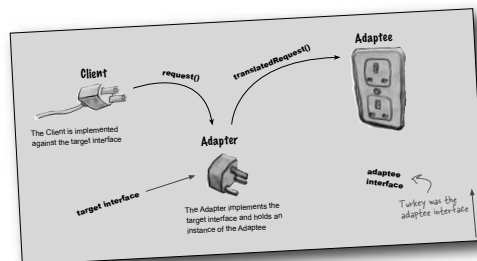 Client
request()
translatedRequest()
Adaptee
The Client is implemented
against the target interface
Adapter
target interface
The Adapter implements the
target interface and holds an
instance of the Adaptee
adaptee
interface
Turkey was the
adaptee interface